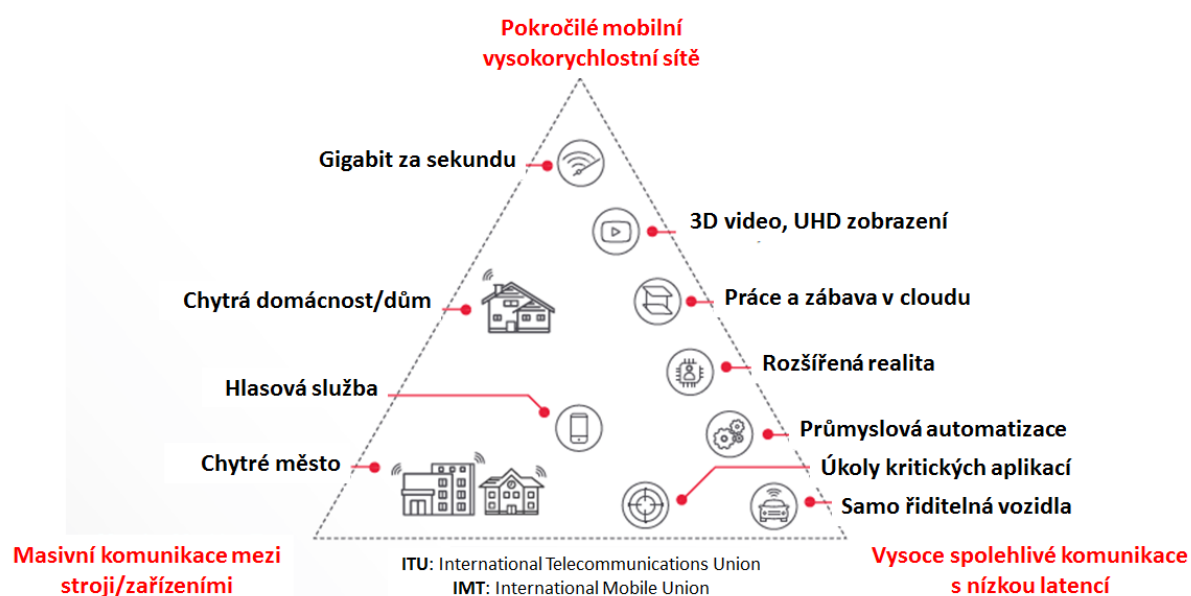 Pokročilé mobilní
vysokorychlostní sítě
Gigabit za sekundu
3D video, UHD zobrazení
Chytrá domácnost/dům
Práce a zábava v cloudu
Rozšířená realita
Hlasová služba
Průmyslová automatizace
Chytré město
Úkoly kritických aplikací
Samo řiditelná vozidla
Masivní komunikace mezi
stroji/zařízeními
ITU: International Telecommunications Union
IMT: International Mobile Union
Vysoce spolehlivé komunikace
s nízkou latencí